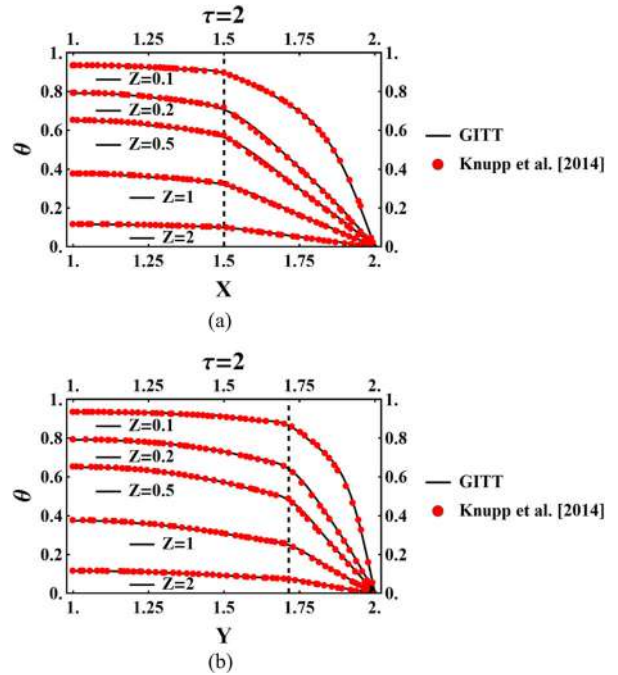 τ=2
1. 1.25 1.5 1.75 2.
1. 1.
0.8 0.8
0.6 0.6
0.4 0.4
0.2 0.2
0. 0.
θ
Z=0.1
Z=0.2
Z=0.5
Z=1
Z=2
GITT
Knupp et al. [2014]
1. 1.25 1.5 1.75 2.
X
(a)
τ=2
1. 1.25 1.5 1.75 2.
1. 1.
0.8 0.8
0.6 0.6
0.4 0.4
0.2 0.2
0. 0.
θ
Z=0.1
Z=0.2
Z=0.5
Z=1
Z=2
GITT
Knupp et al. [2014]
1. 1.25 1.5 1.75 2.
Y
(b)